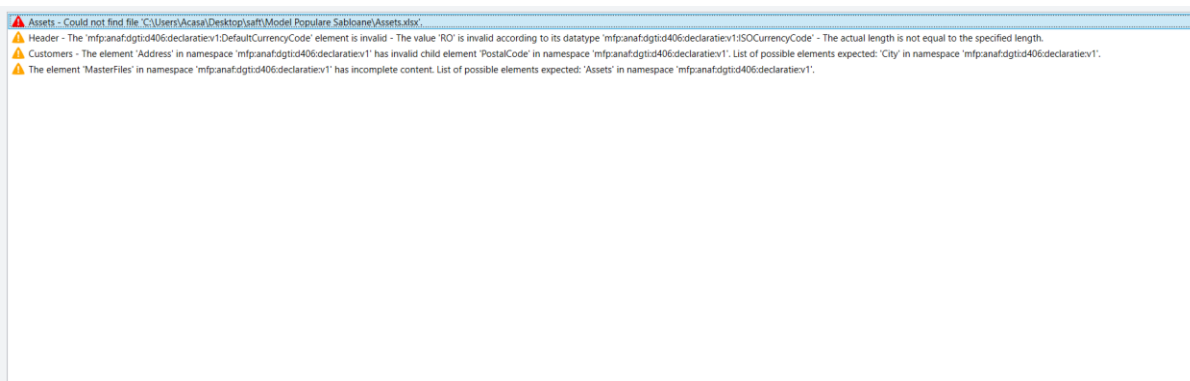 Assets - Could not find file 'C:\Users\Acasa\Desktop\saft\Model Populare Sabloane\Assets.xlsx'.
Header - The 'mfp:anaf:dgti:d406:declaratie:v1:DefaultCurrencyCode' element is invalid - The value 'RO' is invalid according to its datatype 'mfp:anaf:dgti:d406:declaratie:v1:ISOCurrencyCode' - The actual length is not equal to the specified length.
Customers - The element 'Address' in namespace 'mfp:anaf:dgti:d406:declaratie:v1' has invalid child element 'PostalCode' in namespace 'mfp:anaf:dgti:d406:declaratie:v1'. List of possible elements expected: 'City' in namespace 'mfp:anaf:dgti:d406:declaratie:v1'.
The element 'MasterFiles' in namespace 'mfp:anaf:dgti:d406:declaratie:v1' has incomplete content. List of possible elements expected: 'Assets' in namespace 'mfp:anaf:dgti:d406:declaratie:v1'.